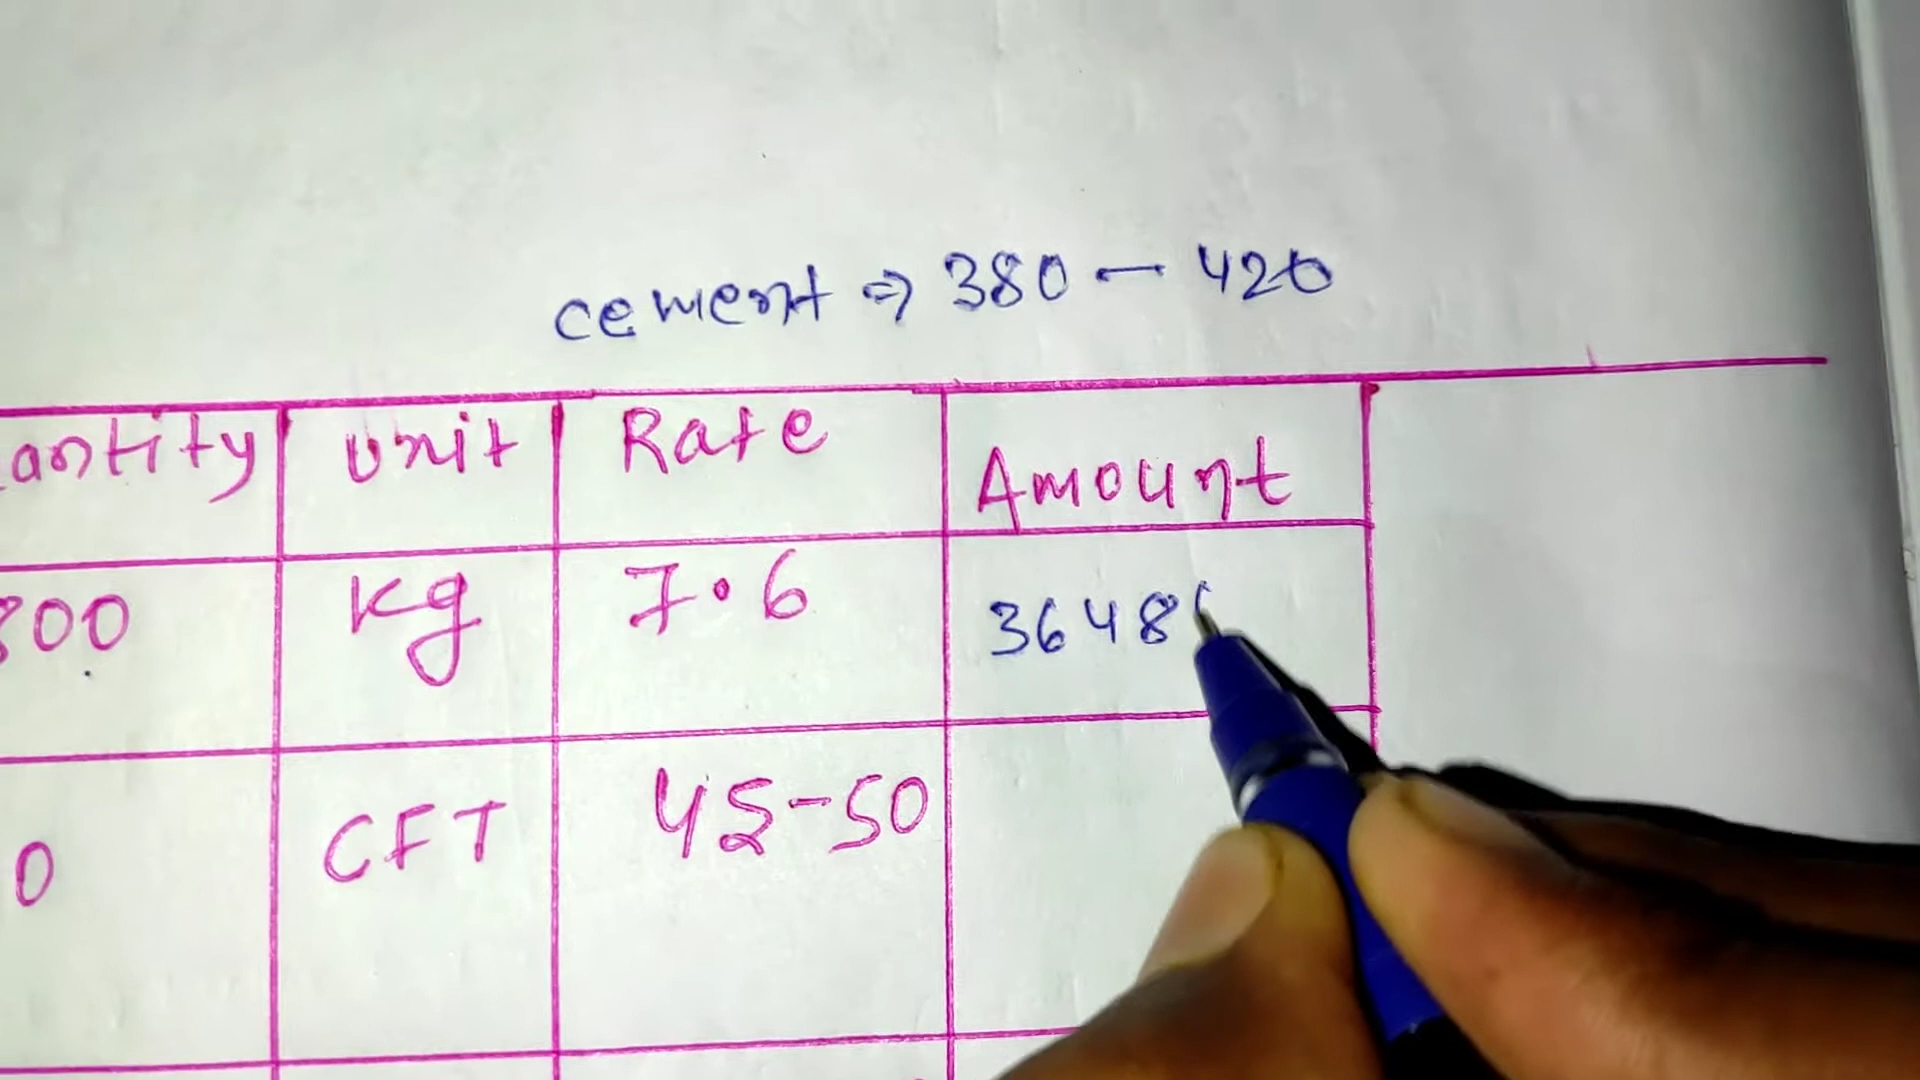 cement ⇒ 380 — 420
antity unit Rate Amount
800 kg 7.6 3648
0 CFT 45-50